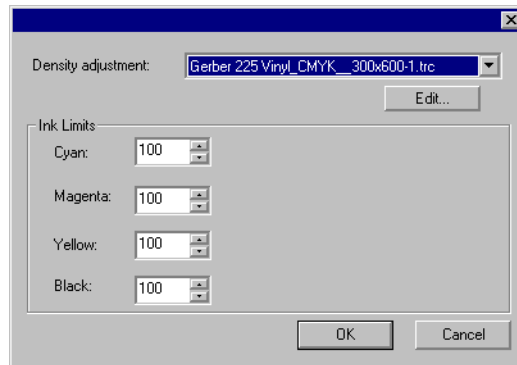 Density adjustment: Gerber 225 Vinyl_CMYK__300x600-1.trc
Edit...
Ink Limits
Cyan: 100
Magenta: 100
Yellow: 100
Black: 100
OK Cancel